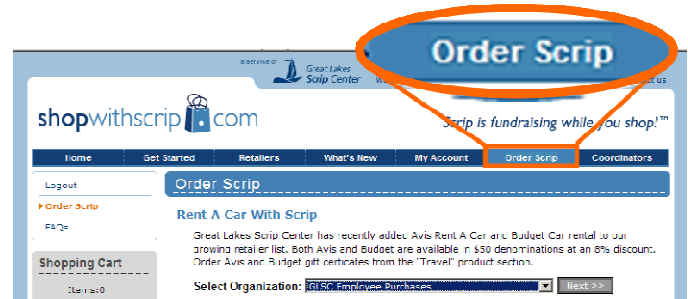 Order Scrip
a service of
Great Lakes
Scrip Center
shopwithscrip.com
Scrip is fundraising while you shop!™
Home Get Started Retailers What's New My Account Order Scrip Coordinators
Logout
Order Scrip
FAQs
Order Scrip
Rent A Car With Scrip
Great Lakes Scrip Center has recently added Avis Rent A Car and Budget Car rental to our
growing retailer list. Both Avis and Budget are available in $50 denominations at an 8% discount.
Order Avis and Budget gift certificates from the "Travel" product section.
Shopping Cart
Items: 0
Select Organization: GLSC Employee Purchases Next >>